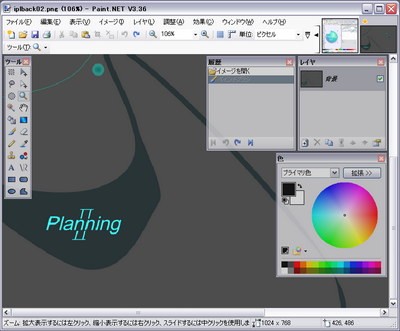 iplback02.png (106%) - Paint.NET V3.36
ファイル(F) 編集(E) 表示(V) イメージ(I) レイヤ(L) 調整(A) 効果(C) ウィンドウ(W) ヘルプ(H)
106% 単位: ピクセル
ツール(T):
ツール
履歴
イメージを開く
レイヤ
背景
Planning
色
プライマリ色 拡張 >>
ズーム 拡大表示するには左クリック、縮小表示するには右クリック、スライドするには中クリックを使用しま 1024 x 768 426, 486